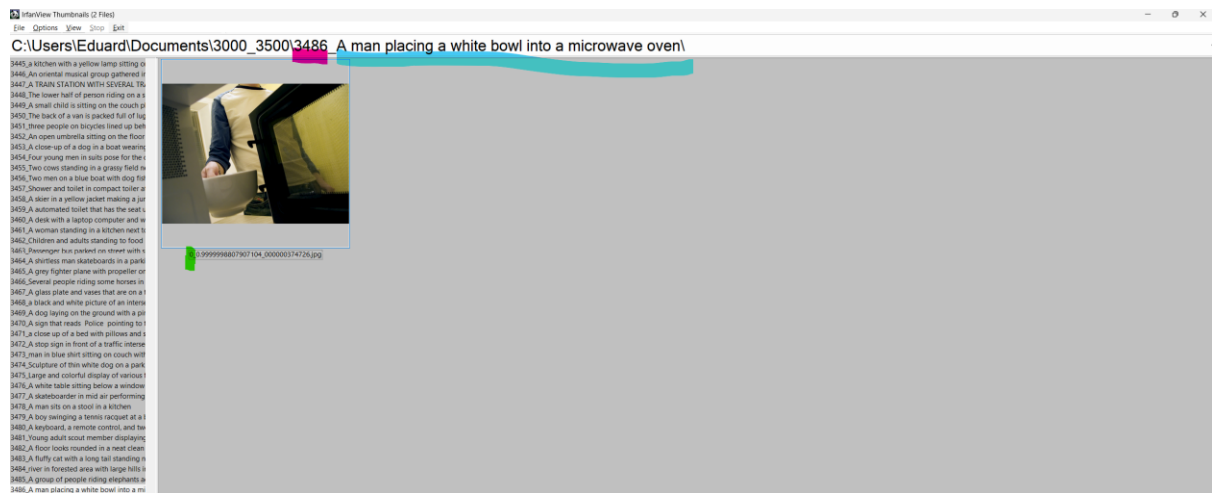 IrfanView Thumbnails (2 Files)
File Options View Stop Exit
C:\Users\Eduard\Documents\3000_3500\3486_A man placing a white bowl into a microwave oven\
3445_a kitchen with a yellow lamp sitting o
3446_An oriental musical group gathered i
3447_A TRAIN STATION WITH SEVERAL TR
3448_The lower half of person riding on a s
3449_A small child is sitting on the couch p
3450_The back of a van is packed full of lug
3451_three people on bicycles lined up beh
3452_An open umbrella sitting on the floor
3453_A close-up of a dog in a boat wearing
3454_Four young men in suits pose for the
3455_Two cows standing in a grassy field n
3456_Two men on a blue boat with dog fis
3457_Shower and toilet in compact toiler a
3458_A skier in a yellow jacket making a jur
3459_A automated toilet that has the seat u
3460_A desk with a laptop computer and w
3461_A woman standing in a kitchen next t
3462_Children and adults standing to food
3463_Passenger bus parked on street with s
3464_A shirtless man skateboards in a park
3465_A grey fighter plane with propeller or
3466_Several people riding some horses in
3467_A glass plate and vases that are on a t
3468_a black and white picture of an interse
3469_A dog laying on the ground with a pi
3470_A sign that reads Police pointing to t
3471_a close up of a bed with pillows and s
3472_A stop sign in front of a traffic interse
3473_man in blue shirt sitting on couch with
3474_Sculpture of thin white dog on a park
3475_Large and colorful display of various t
3476_A white table sitting below a window
3477_A skateboarder in mid air performing
3478_A man sits on a stool in a kitchen
3479_A boy swinging a tennis racquet at a b
3480_A keyboard, a remote control, and tw
3481_Young adult scout member displaying
3482_A floor looks rounded in a neat clean
3483_A fluffy cat with a long tail standing n
3484_river in forested area with large hills i
3485_A group of people riding elephants a
3486_A man placing a white bowl into a mi
0_0.9999998807907104_000000374726.jpg